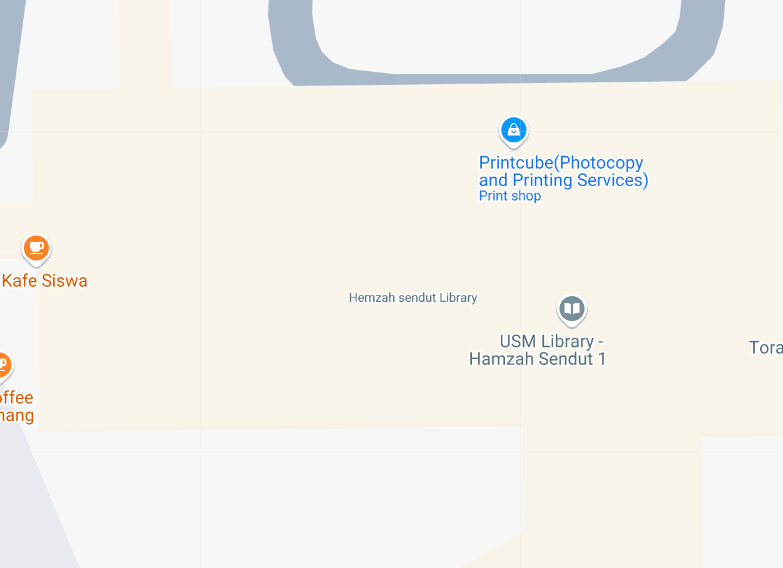 Printcube(Photocopy
and Printing Services)
Print shop
Kafe Siswa
Hemzah sendut Library
USM Library -
Hamzah Sendut 1